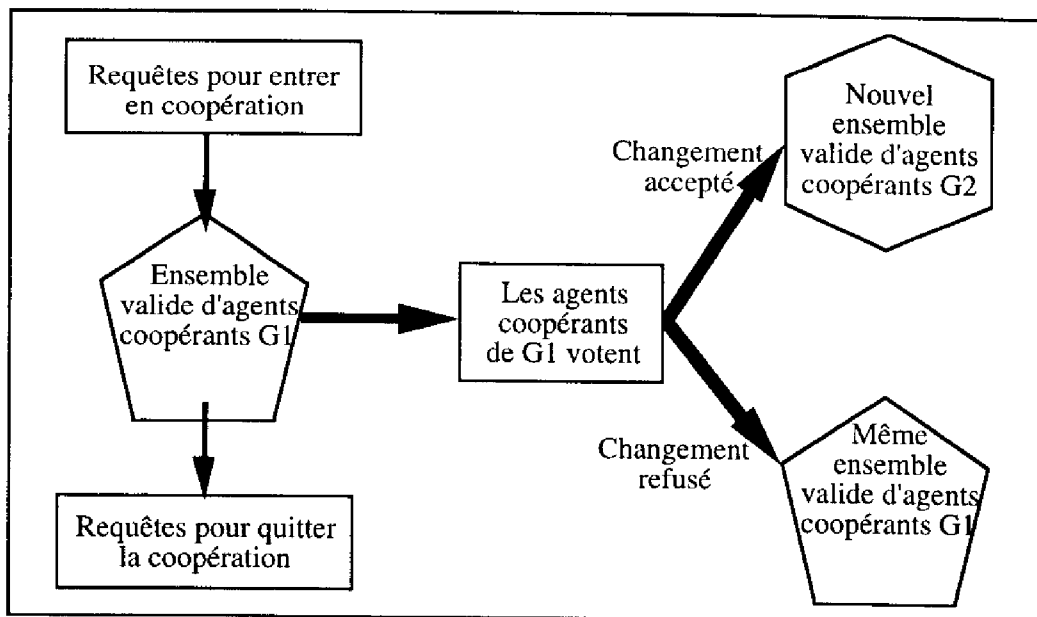 Requêtes pour entrer
en coopération
Ensemble
valide d'agents
coopérants G1
Requêtes pour quitter
la coopération
Les agents
coopérants
de G1 votent
Changement
accepté
Nouvel
ensemble
valide d'agents
coopérants G2
Changement
refusé
Même
ensemble
valide d'agents
coopérants G1